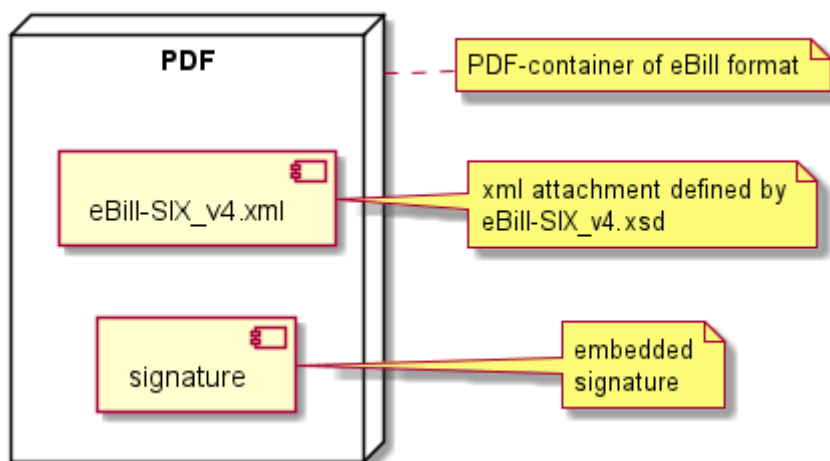 PDF
PDF-container of eBill format
eBill-SIX_v4.xml
xml attachment defined by
eBill-SIX_v4.xsd
signature
embedded
signature